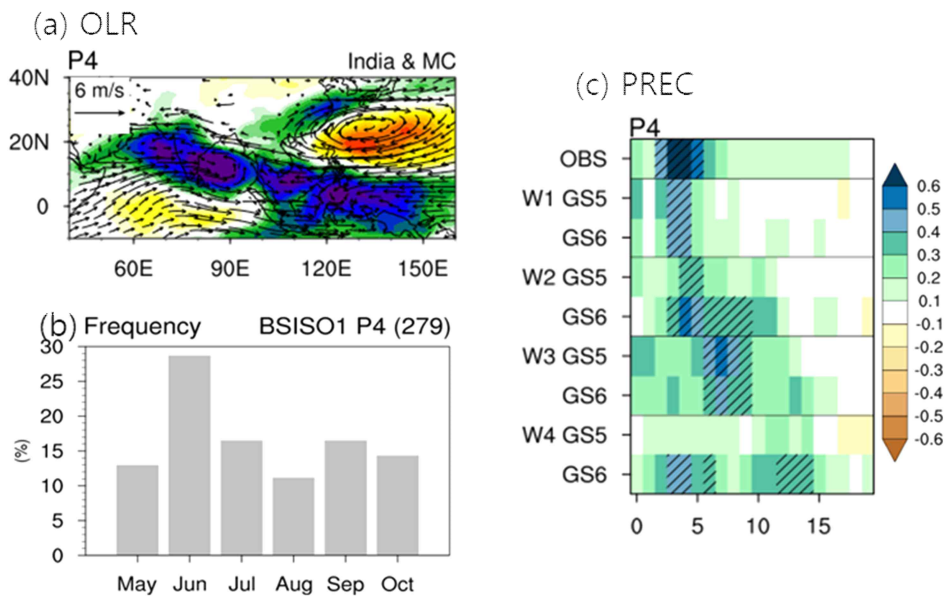 (a) OLR
P4 India & MC
40N
6 m/s
20N
0
60E 90E 120E 150E
(b) Frequency BSISO1 P4 (279)
30
25
20
15
10
5
0
(%)
May Jun Jul Aug Sep Oct
(c) PREC
P4
OBS
W1 GS5
GS6
W2 GS5
GS6
W3 GS5
GS6
W4 GS5
GS6
0 5 10 15
0.6
0.5
0.4
0.3
0.2
0.1
-0.1
-0.2
-0.3
-0.4
-0.5
-0.6